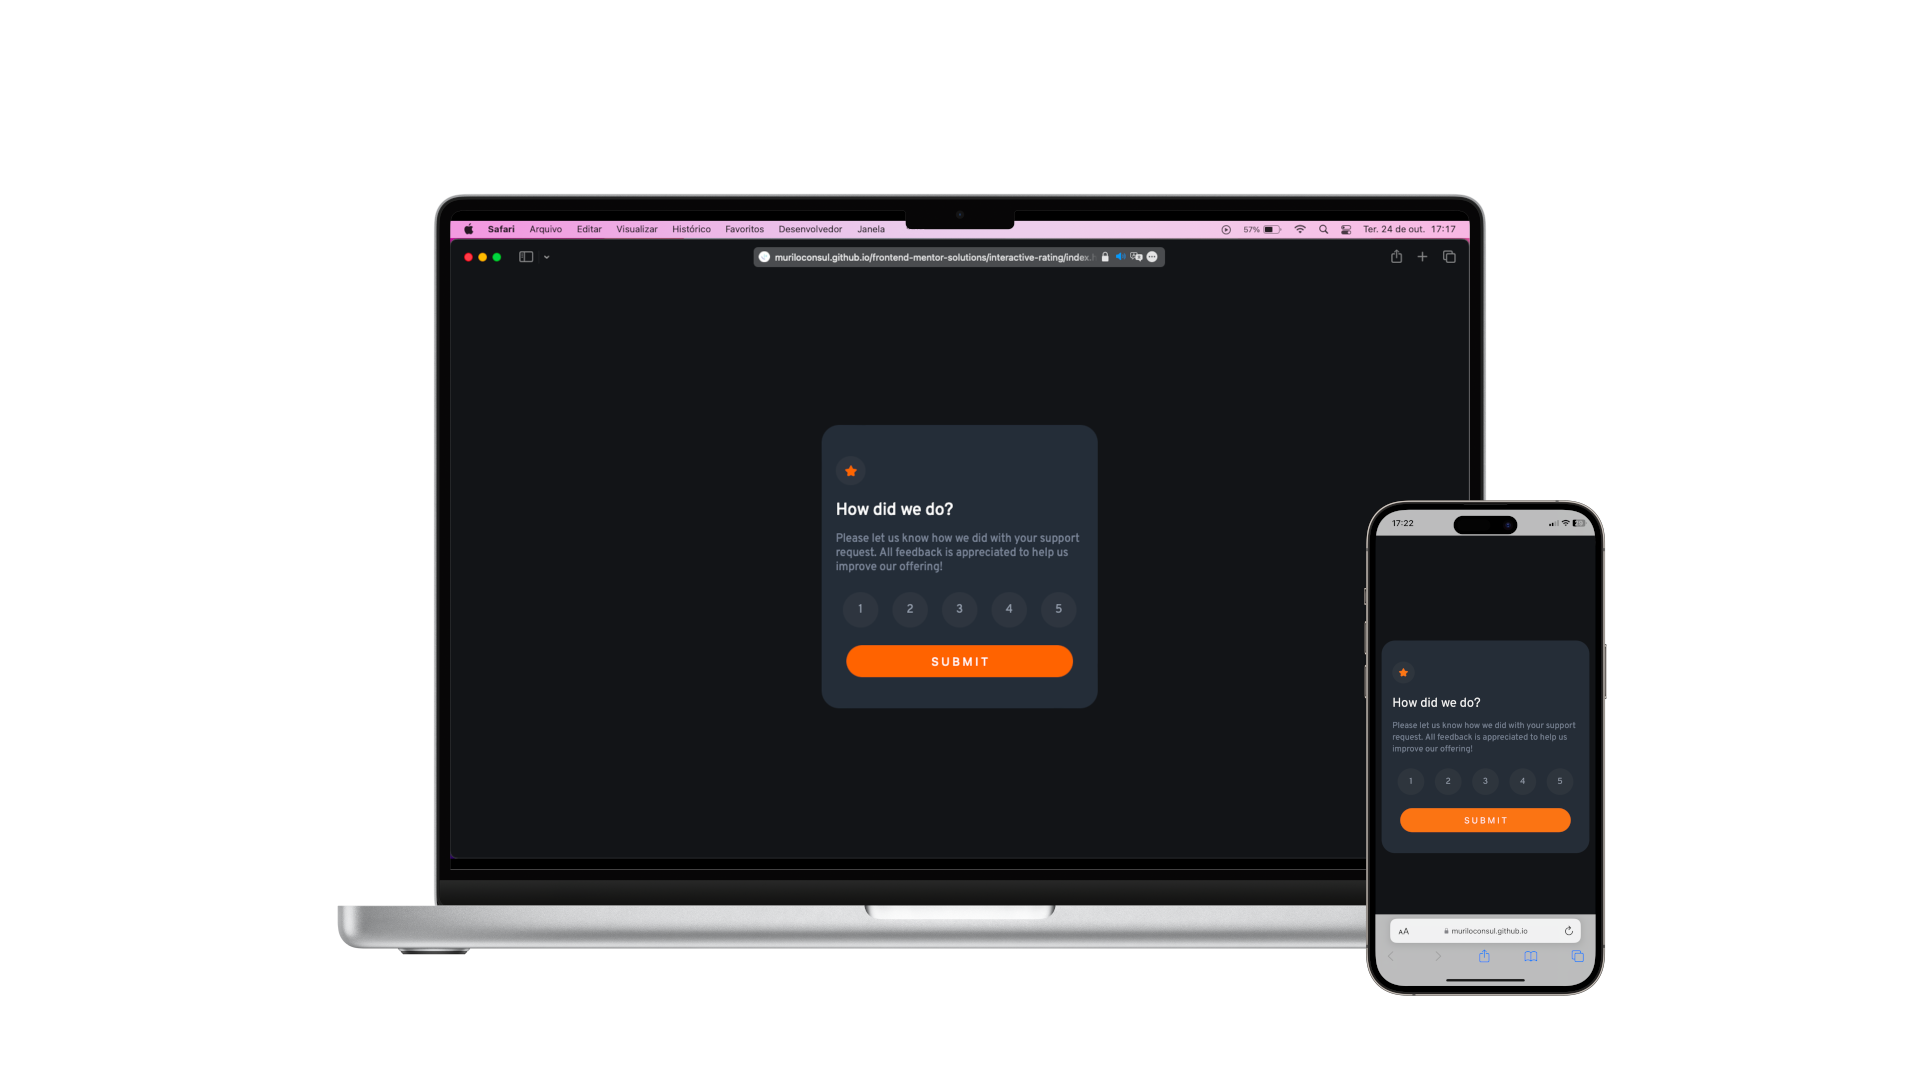 Safari Arquivo Editar Visualizar Histórico Favoritos Desenvolvedor Janela 57% Ter. 24 de out. 17:17
muriloconsul.github.io/frontend-mentor-solutions/interactive-rating/index.
How did we do?
Please let us know how we did with your support
request. All feedback is appreciated to help us
improve our offering!
1 2 3 4 5
SUBMIT
17:22
How did we do?
Please let us know how we did with your support
request. All feedback is appreciated to help us
improve our offering!
1 2 3 4 5
SUBMIT
AA muriloconsul.github.io